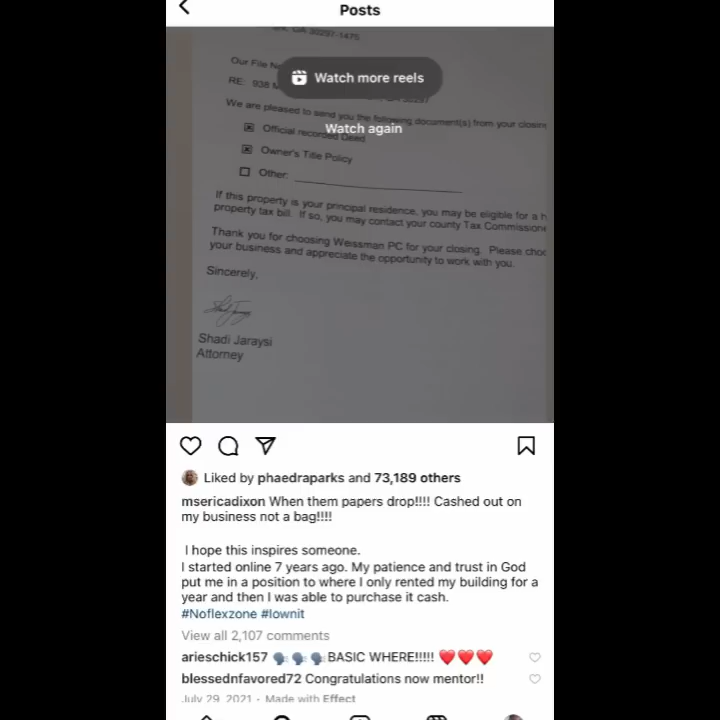 Posts
GA 30297-1475
Our File N
Watch more reels
RE: 938 M
30297
We are pleased to send you the following document(s) from your closing
Official recorded Deed
Watch again
Owner's Title Policy
Other:
If this property is your principal residence, you may be eligible for a h
property tax bill. If so, you may contact your county Tax Commissione
Thank you for choosing Weissman PC for your closing. Please choo
your business and appreciate the opportunity to work with you.
Sincerely,
Shadi Jaraysi
Attorney
Liked by phaedraparks and 73,189 others
msericadixon When them papers drop!!!! Cashed out on
my business not a bag!!!!
I hope this inspires someone.
I started online 7 years ago. My patience and trust in God
put me in a position to where I only rented my building for a
year and then I was able to purchase it cash.
#Noflexzone #Iownit
View all 2,107 comments
arieschick157 🗣️🗣️🗣️BASIC WHERE!!!!! ❤️❤️❤️
blessednfavored72 Congratulations now mentor!!
July 29, 2021 · Made with Effect